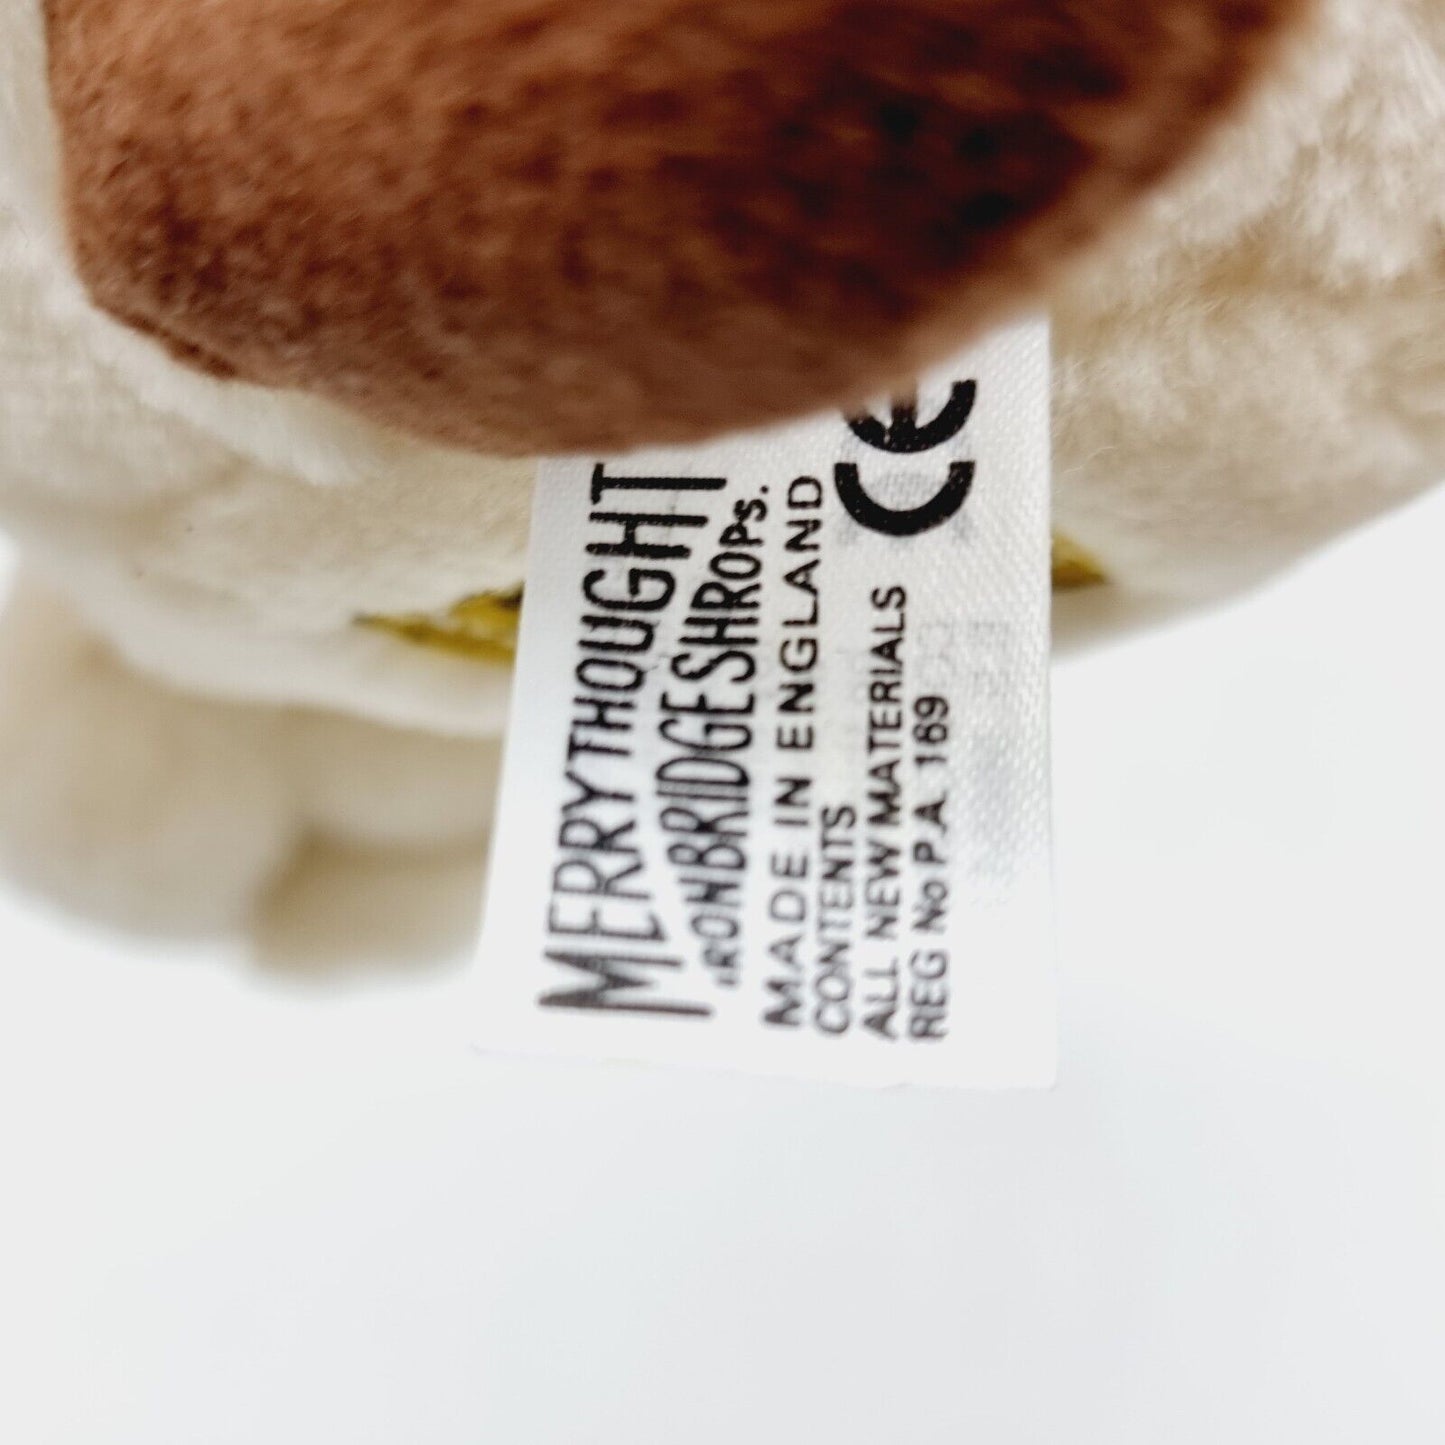 MERRYTHOUGHT
IRONBRIDGE SHROPS.
MADE IN ENGLAND
CONTENTS
ALL NEW MATERIALS
REG No P.A. 169
CE